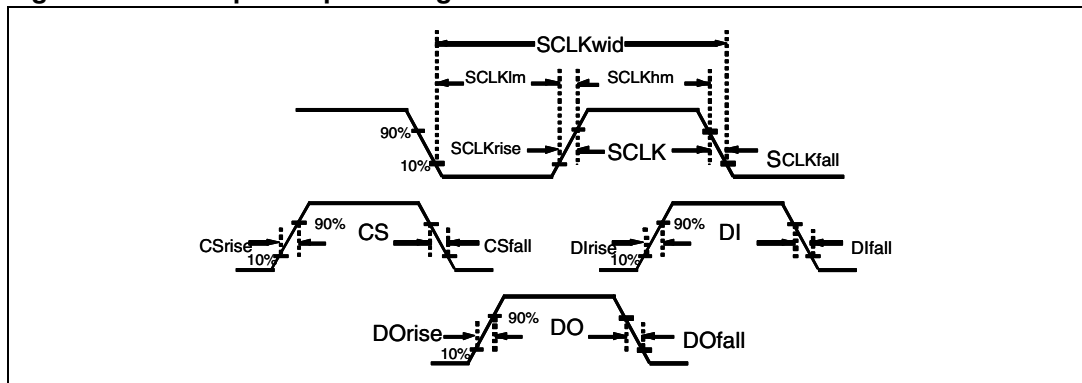 SCLKwid
SCLKlm SCLKhm
90%
SCLKrise SCLK SCLKfall
10%
90% CS 90% DI
CSrise CSfall DIrise DIfall
10% 10%
90% DO
DOrise DOfall
10%